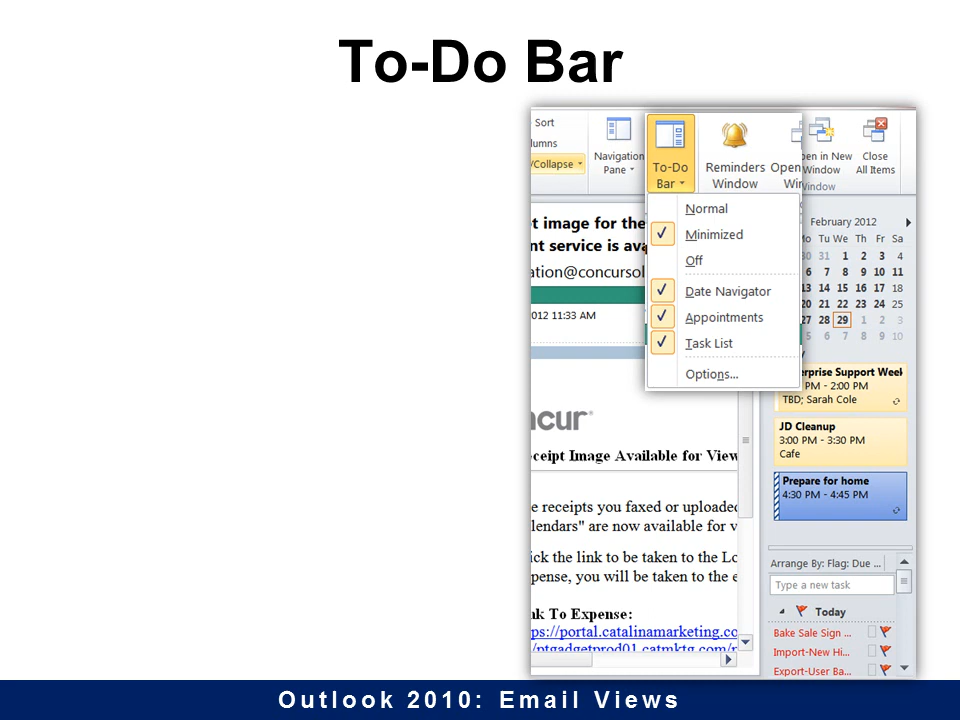 To-Do Bar
Sort
lumns
/Collapse
Navigation
Pane
To-Do
Bar
Reminders
Window
Open
Wi
pen in New
Window
Close
All Items
Window
Normal
Minimized
Off
Date Navigator
Appointments
Task List
Options...
t image for the
nt service is ava
ation@concursol
2012 11:33 AM
February 2012
Mo Tu We Th Fr Sa
30 31 1 2 3 4
6 7 8 9 10 11
13 14 15 16 17 18
20 21 22 23 24 25
27 28 29 1 2 3
5 6 7 8 9 10
erprise Support Week
PM - 2:00 PM
TBD; Sarah Cole
JD Cleanup
3:00 PM - 3:30 PM
Cafe
Prepare for home
4:30 PM - 4:45 PM
ncur
ceipt Image Available for View
e receipts you faxed or uploaded
lendars" are now available for v
ick the link to be taken to the Lo
pense, you will be taken to the e
nk To Expense:
ps://portal.catalinamarketing.co
/ptgadgetprod01.catmktg.com/
Arrange By: Flag: Due ...
Type a new task
Today
Bake Sale Sign ...
Import-New Hi...
Export-User Ba...
Outlook 2010: Email Views